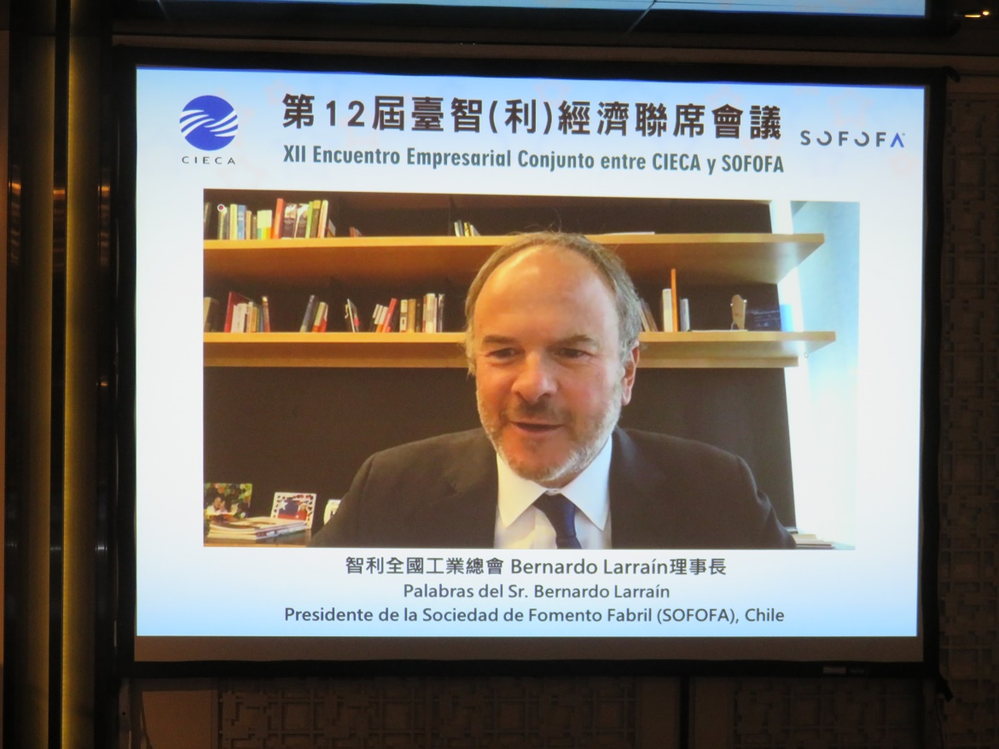 第12屆臺智(利)經濟聯席會議
CIECA
SOFOFA
XII Encuentro Empresarial Conjunto entre CIECA y SOFOFA
智利全國工業總會 Bernardo Larraín理事長
Palabras del Sr. Bernardo Larraín
Presidente de la Sociedad de Fomento Fabril (SOFOFA), Chile